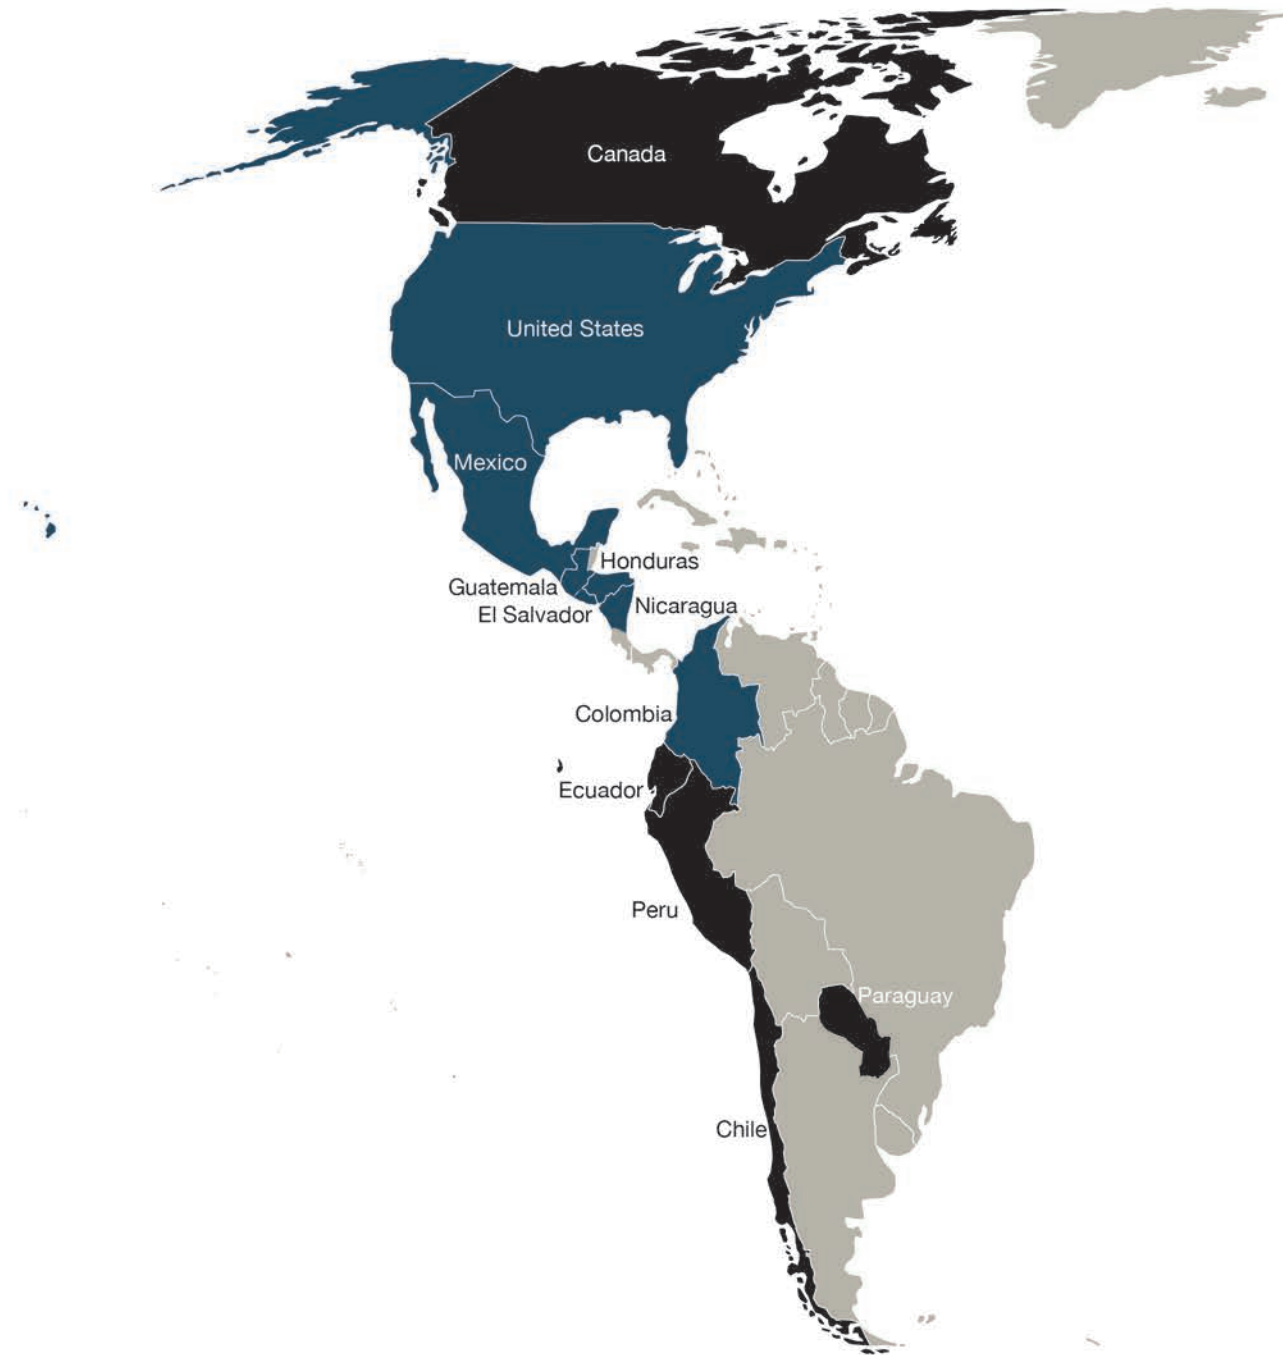 Canada
United States
Mexico
Honduras
Guatemala
Nicaragua
El Salvador
Colombia
Ecuador
Peru
Paraguay
Chile